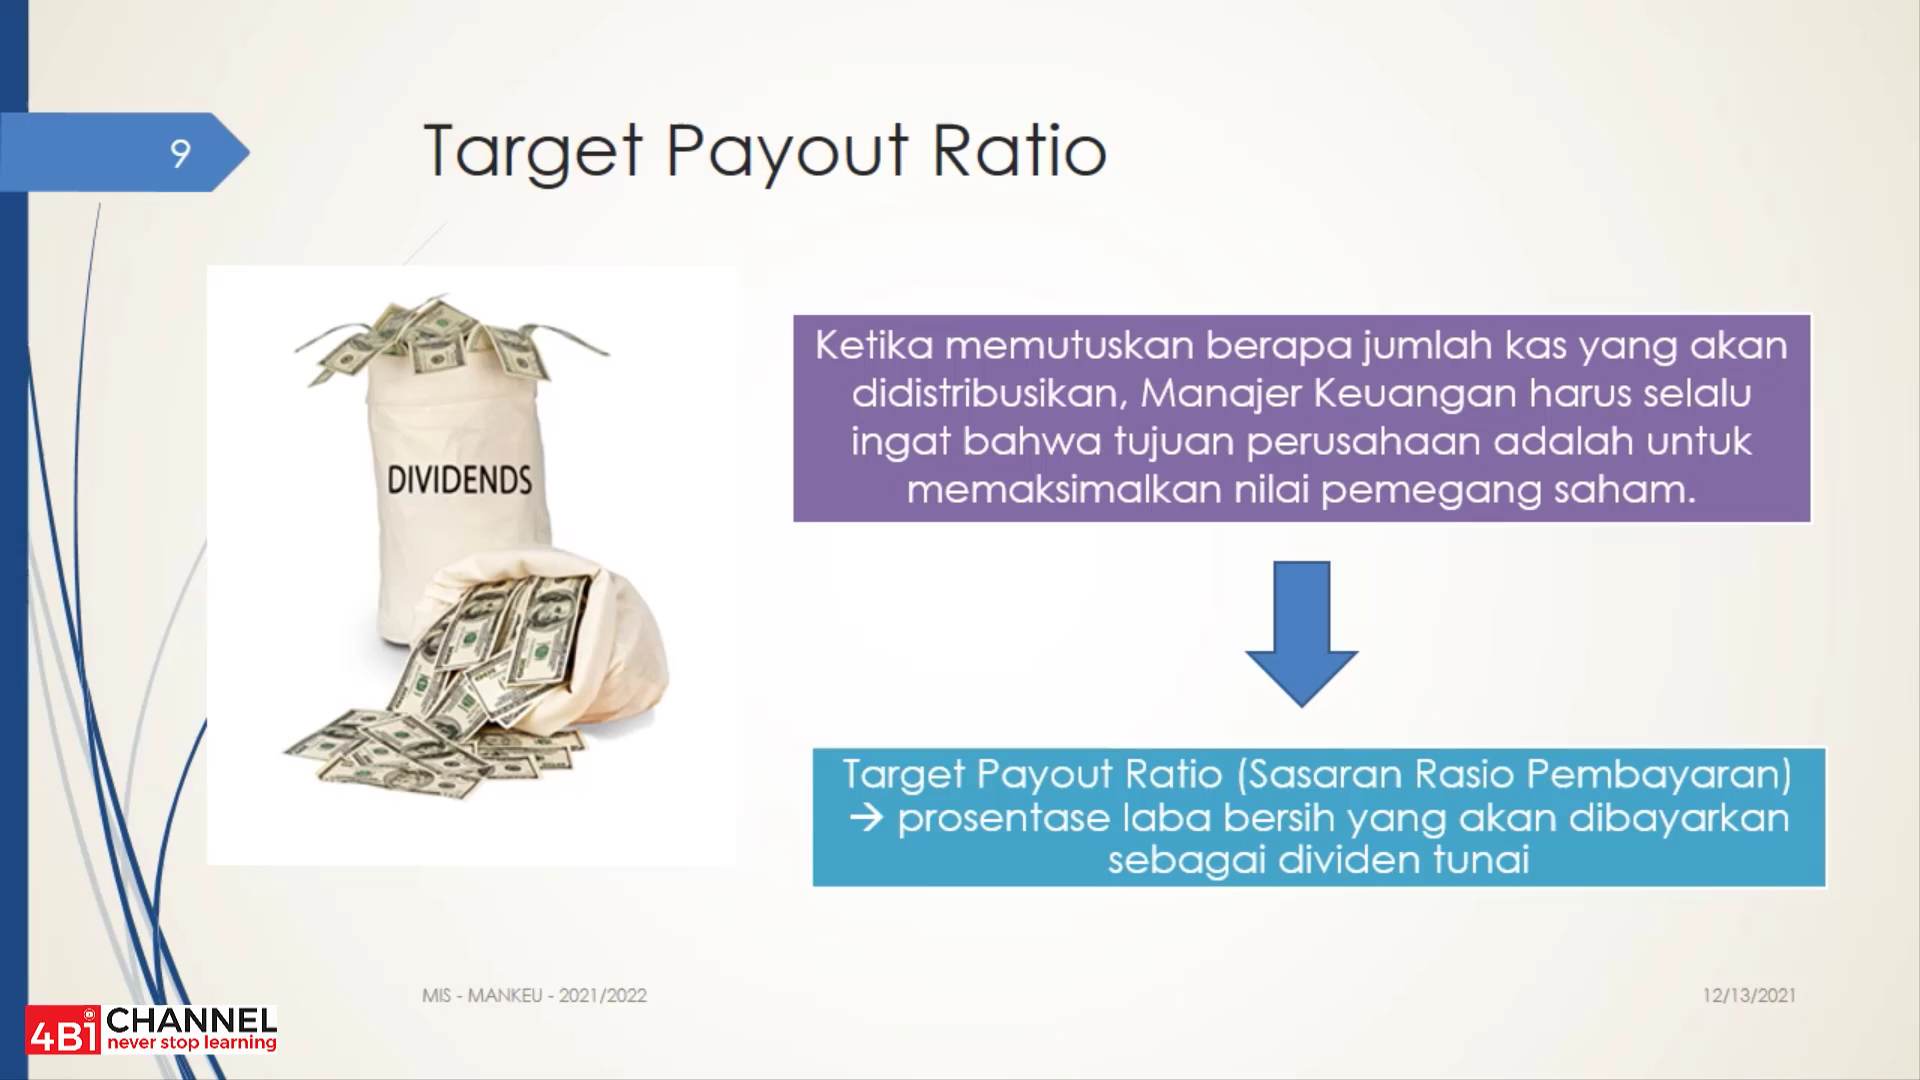 9
Target Payout Ratio
DIVIDENDS
Ketika memutuskan berapa jumlah kas yang akan
didistribusikan, Manajer Keuangan harus selalu
ingat bahwa tujuan perusahaan adalah untuk
memaksimalkan nilai pemegang saham.
Target Payout Ratio (Sasaran Rasio Pembayaran)
→ prosentase laba bersih yang akan dibayarkan
sebagai dividen tunai
MIS - MANKEU - 2021/2022
12/13/2021
4Bi CHANNEL
never stop learning